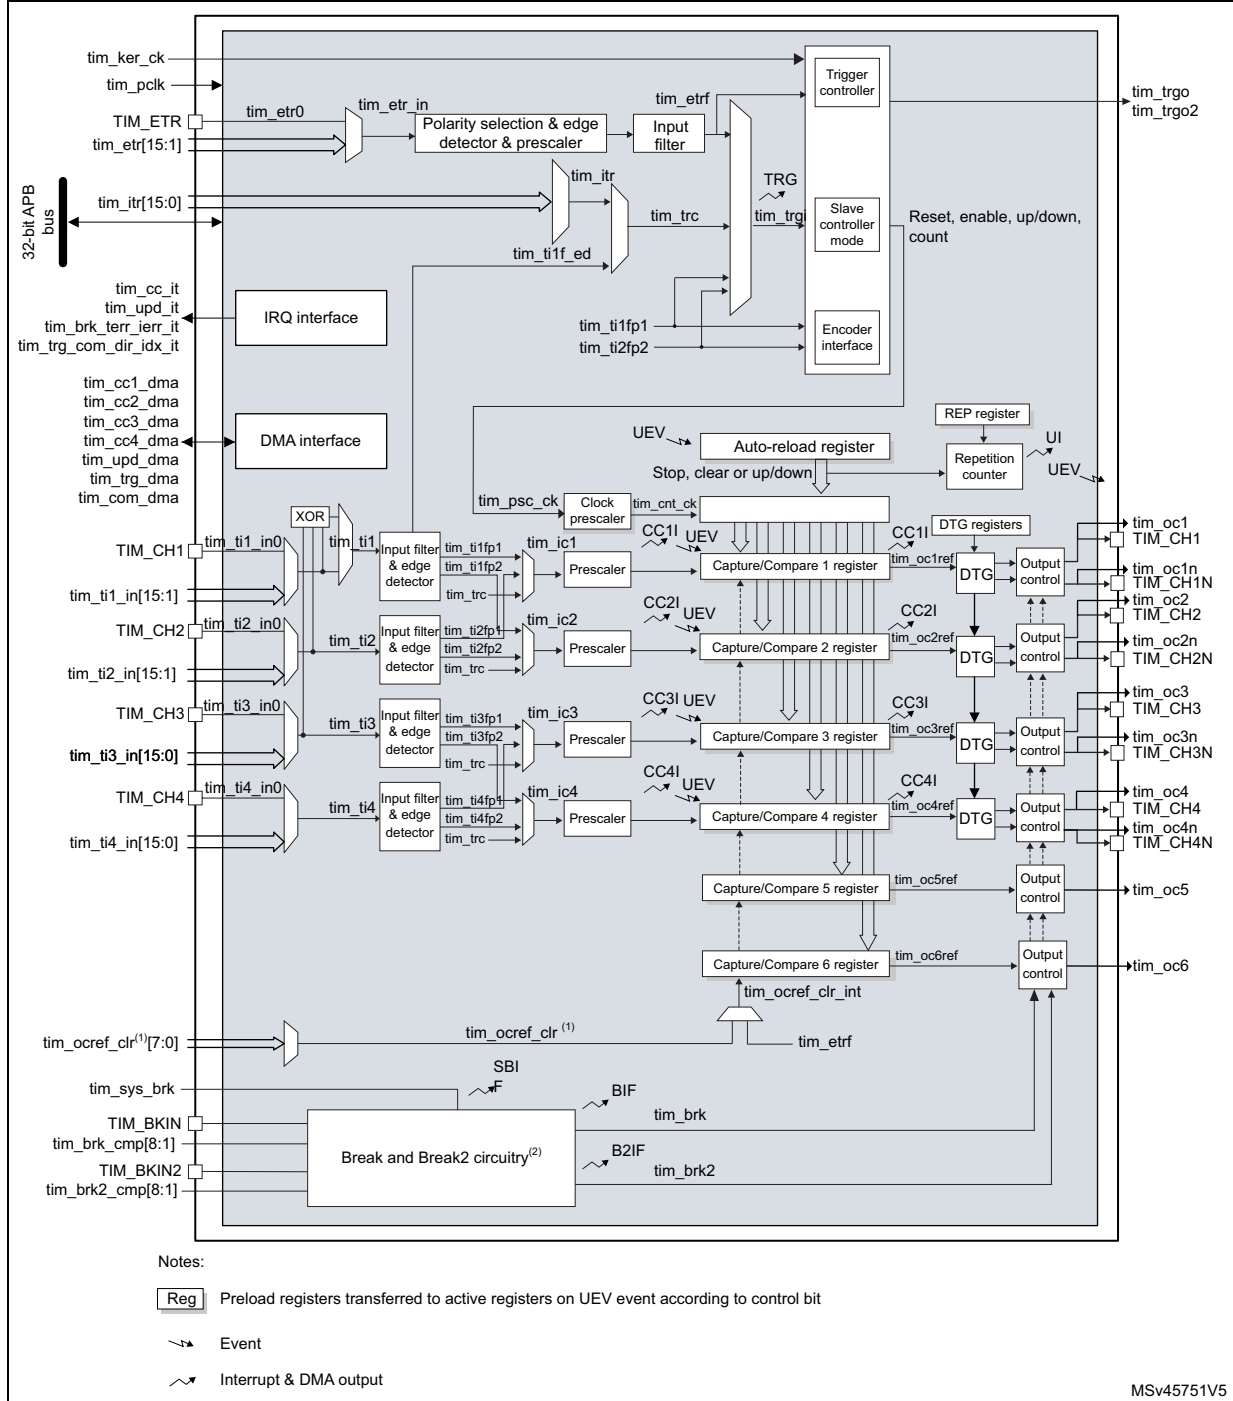 tim_ker_ck
tim_pclk
TIM_ETR
tim_etr0
tim_etr_in
tim_etr[15:1]
Polarity selection & edge
detector & prescaler
Input
filter
tim_etrf
Trigger
controller
tim_trgo
tim_trgo2
32-bit APB
bus
tim_itr[15:0]
tim_itr
tim_trc
tim_ti1f_ed
TRG
tim_trgi
Slave
controller
mode
Reset, enable, up/down,
count
tim_cc_it
tim_upd_it
tim_brk_terr_ierr_it
tim_trg_com_dir_idx_it
IRQ interface
tim_ti1fp1
tim_ti2fp2
Encoder
interface
tim_cc1_dma
tim_cc2_dma
tim_cc3_dma
tim_cc4_dma
tim_upd_dma
tim_trg_dma
tim_com_dma
DMA interface
UEV
Auto-reload register
Stop, clear or up/down
REP register
Repetition
counter
UI
UEV
tim_psc_ck
Clock
prescaler
tim_cnt_ck
XOR
TIM_CH1
tim_ti1_in0
tim_ti1
tim_ti1_in[15:1]
Input filter
& edge
detector
tim_ti1fp1
tim_ti1fp2
tim_trc
tim_ic1
Prescaler
CC1I
UEV
Capture/Compare 1 register
CC1I
tim_oc1ref
DTG registers
DTG
Output
control
tim_oc1
TIM_CH1
tim_oc1n
TIM_CH1N
TIM_CH2
tim_ti2_in0
tim_ti2
tim_ti2_in[15:1]
Input filter
& edge
detector
tim_ti2fp1
tim_ti2fp2
tim_trc
tim_ic2
Prescaler
CC2I
UEV
Capture/Compare 2 register
CC2I
tim_oc2ref
DTG
Output
control
tim_oc2
TIM_CH2
tim_oc2n
TIM_CH2N
TIM_CH3
tim_ti3_in0
tim_ti3
tim_ti3_in[15:0]
Input filter
& edge
detector
tim_ti3fp1
tim_ti3fp2
tim_trc
tim_ic3
Prescaler
CC3I
UEV
Capture/Compare 3 register
CC3I
tim_oc3ref
DTG
Output
control
tim_oc3
TIM_CH3
tim_oc3n
TIM_CH3N
TIM_CH4
tim_ti4_in0
tim_ti4
tim_ti4_in[15:0]
Input filter
& edge
detector
tim_ti4fp1
tim_ti4fp2
tim_trc
tim_ic4
Prescaler
CC4I
UEV
Capture/Compare 4 register
CC4I
tim_oc4ref
DTG
Output
control
tim_oc4
TIM_CH4
tim_oc4n
TIM_CH4N
Capture/Compare 5 register
tim_oc5ref
Output
control
tim_oc5
Capture/Compare 6 register
tim_oc6ref
Output
control
tim_oc6
tim_ocref_clr_int
tim_ocref_clr(1)[7:0]
tim_ocref_clr (1)
tim_etrf
tim_sys_brk
SBI
F
TIM_BKIN
tim_brk_cmp[8:1]
TIM_BKIN2
tim_brk2_cmp[8:1]
Break and Break2 circuitry(2)
BIF
tim_brk
B2IF
tim_brk2
Notes:
Reg Preload registers transferred to active registers on UEV event according to control bit
Event
Interrupt & DMA output
MSv45751V5